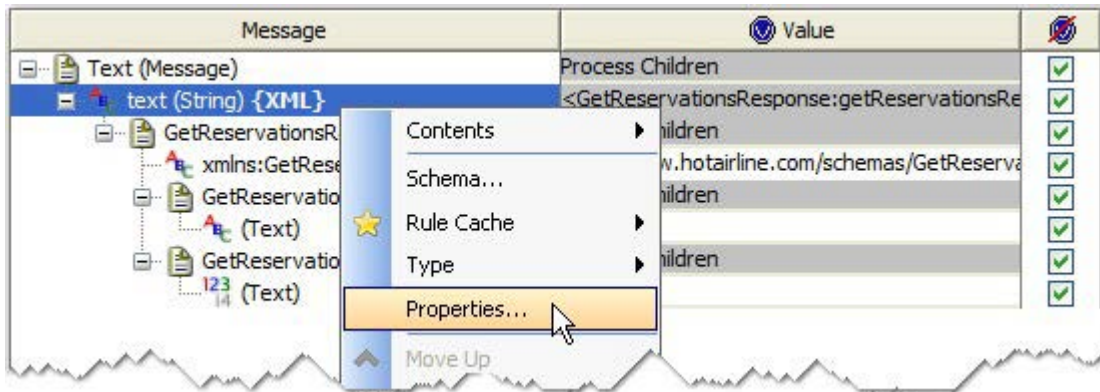 Message Value
Text (Message) Process Children
text (String) {XML} <GetReservationsResponse:getReservationsRe
GetReservationsR Contents hildren
xmlns:GetRese w.hotairline.com/schemas/GetReserva
Schema...
GetReservatio hildren
(Text) Rule Cache
GetReservatio Type hildren
123 (Text)
Properties...
Move Up